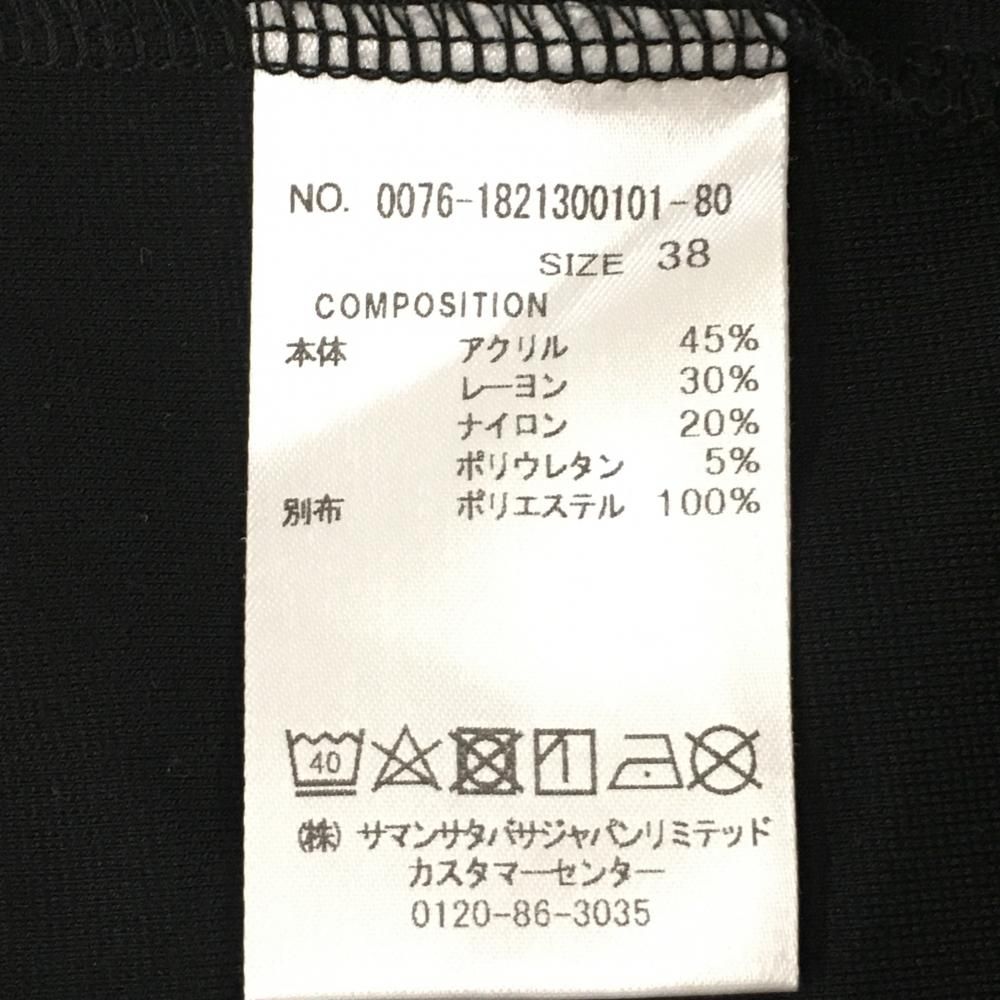 NO. 0076-1821300101-80
SIZE 38
COMPOSITION
本体 アクリル 45%
レーヨン 30%
ナイロン 20%
ポリウレタン 5%
別布 ポリエステル 100%
40
(株) サマンサタバサジャパンリミテッド
カスタマーセンター
0120-86-3035